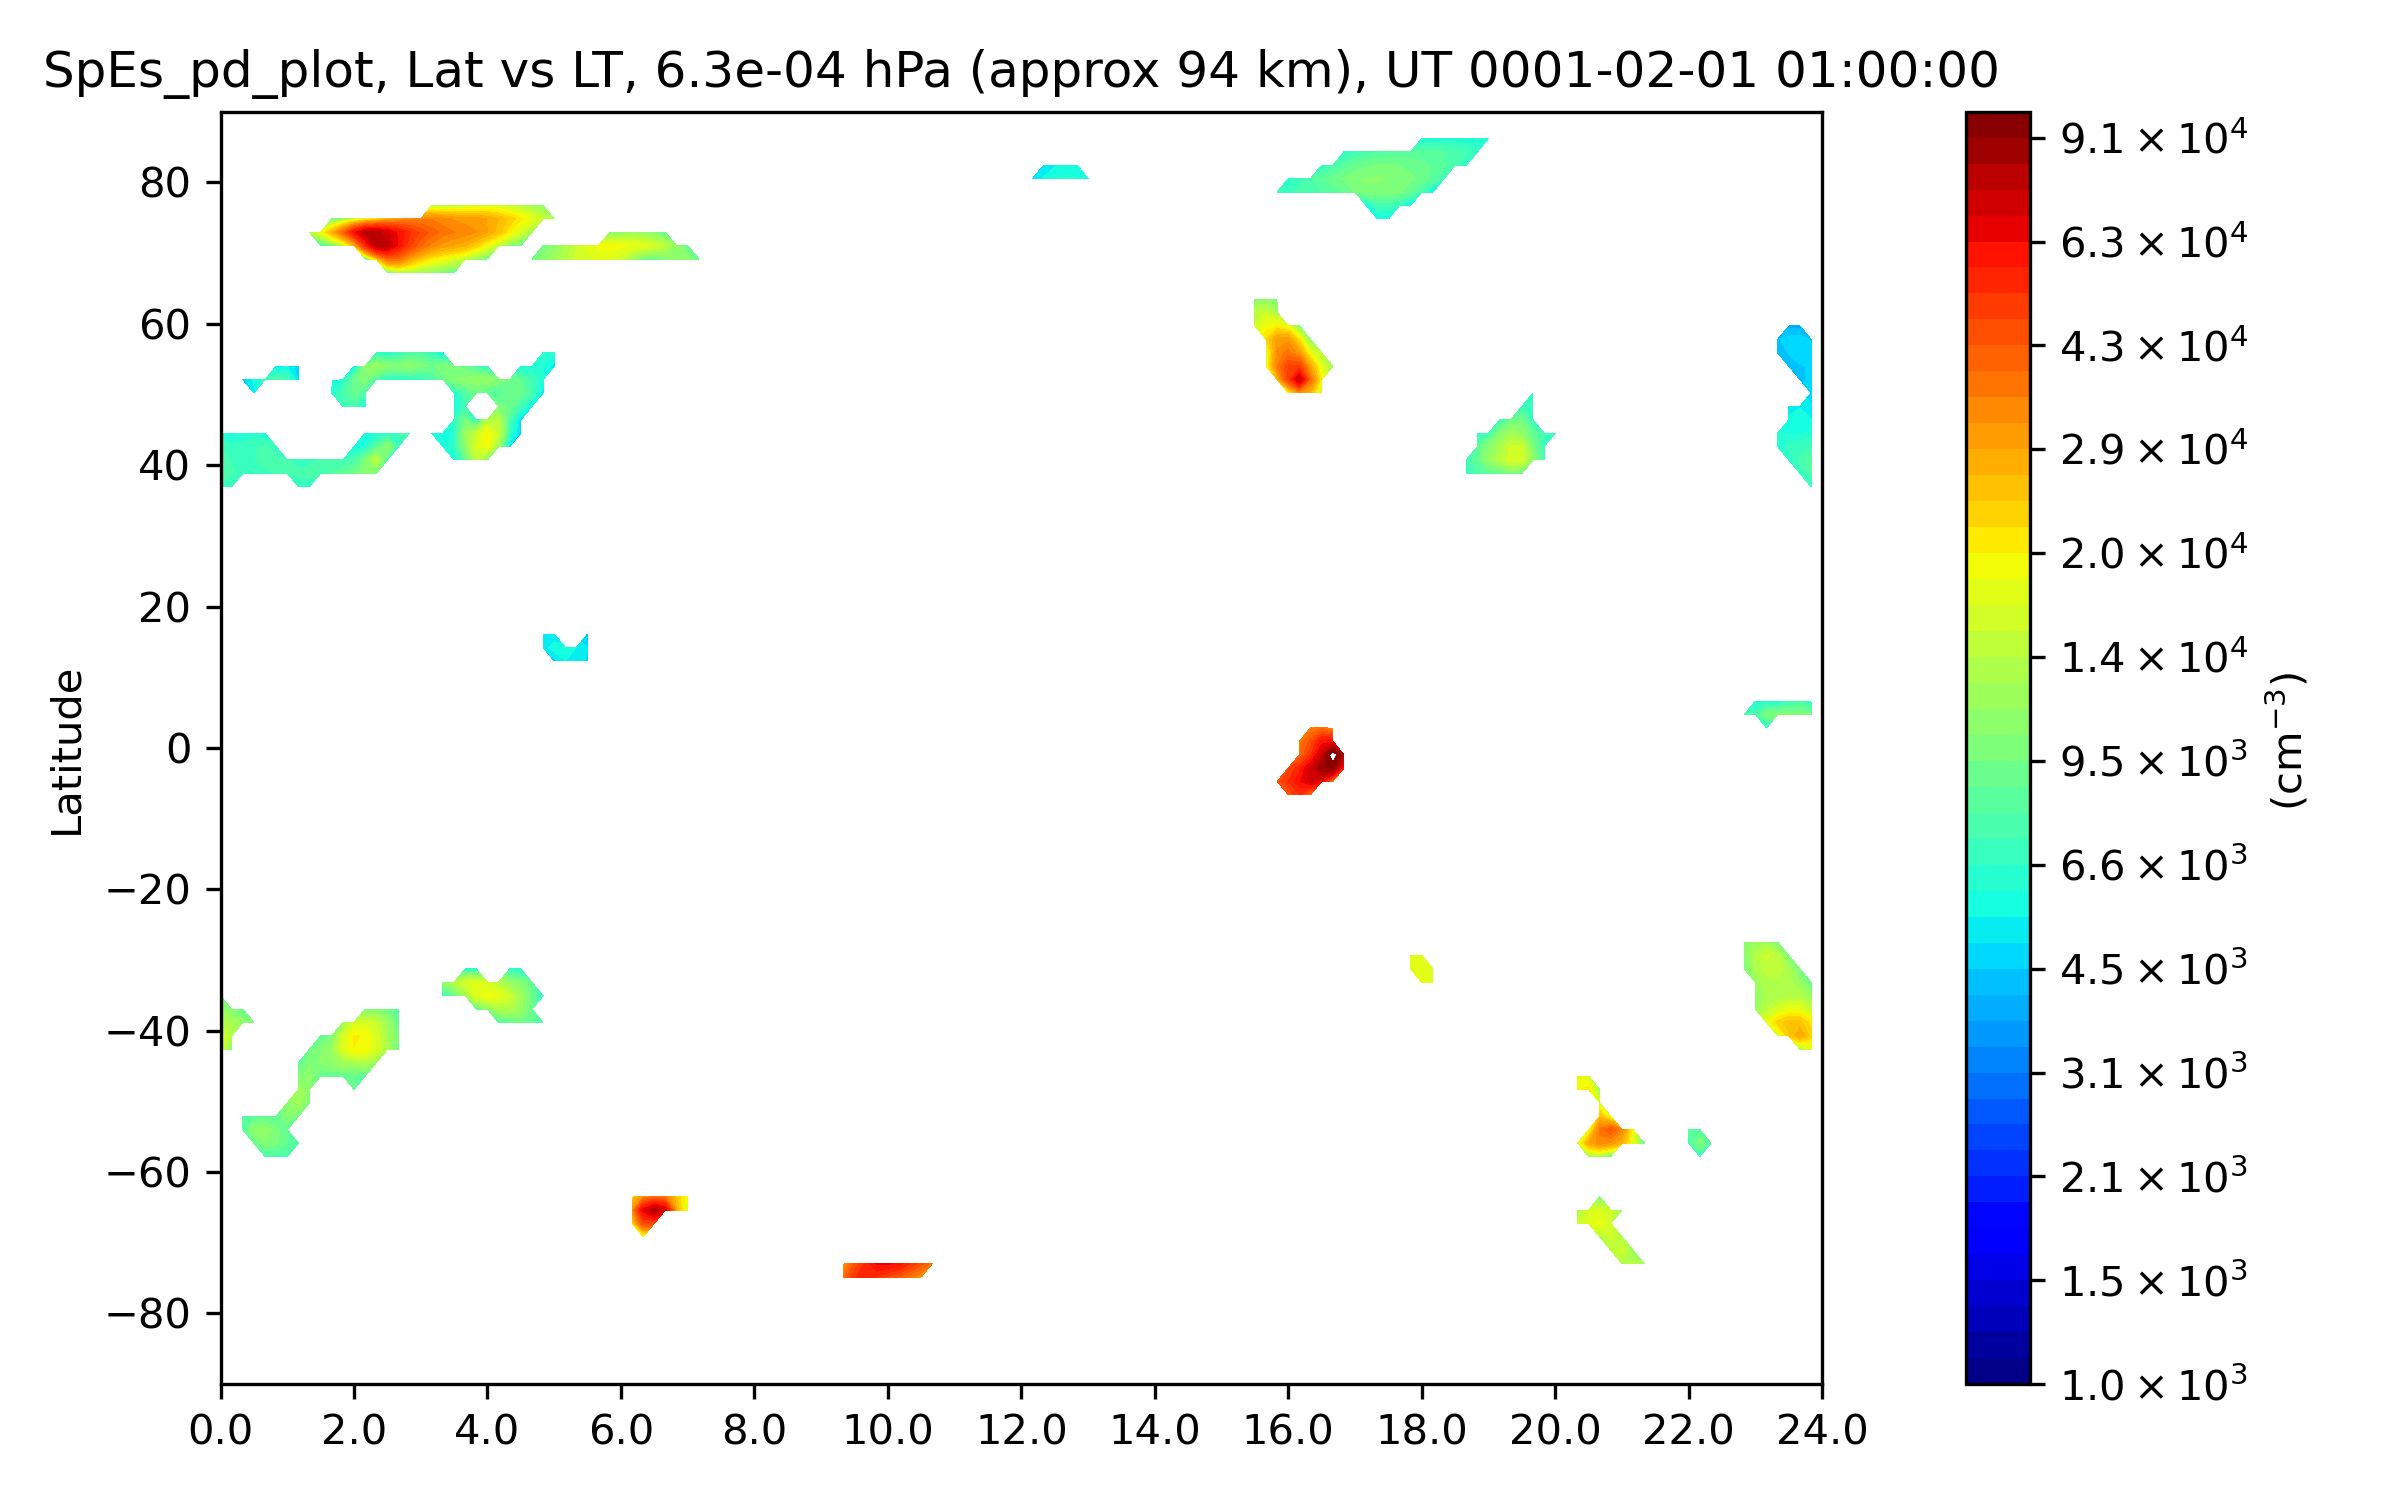 SpEs_pd_plot, Lat vs LT, 6.3e-04 hPa (approx 94 km), UT 0001-02-01 01:00:00
Latitude
80
60
40
20
0
−20
−40
−60
−80
0.0 2.0 4.0 6.0 8.0 10.0 12.0 14.0 16.0 18.0 20.0 22.0 24.0
9.1 × 10⁴
6.3 × 10⁴
4.3 × 10⁴
2.9 × 10⁴
2.0 × 10⁴
1.4 × 10⁴
9.5 × 10³
6.6 × 10³
4.5 × 10³
3.1 × 10³
2.1 × 10³
1.5 × 10³
1.0 × 10³
(cm⁻³)